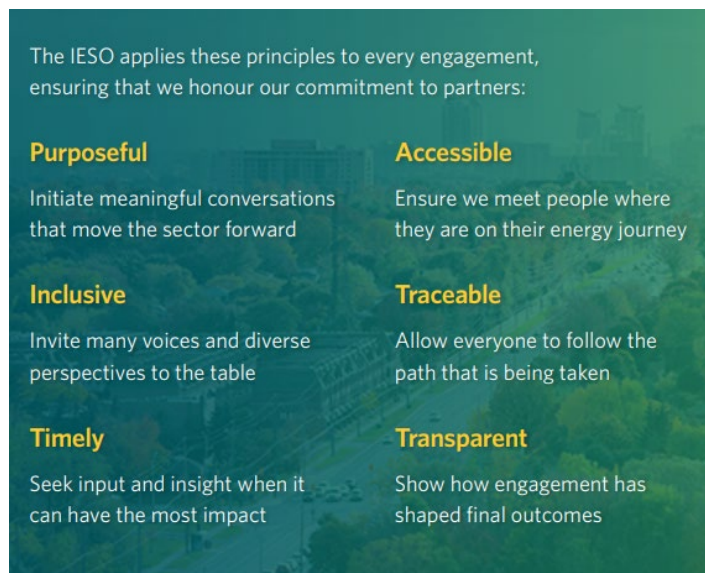 The IESO applies these principles to every engagement,
ensuring that we honour our commitment to partners:
Purposeful
Initiate meaningful conversations
that move the sector forward
Accessible
Ensure we meet people where
they are on their energy journey
Inclusive
Invite many voices and diverse
perspectives to the table
Traceable
Allow everyone to follow the
path that is being taken
Timely
Seek input and insight when it
can have the most impact
Transparent
Show how engagement has
shaped final outcomes